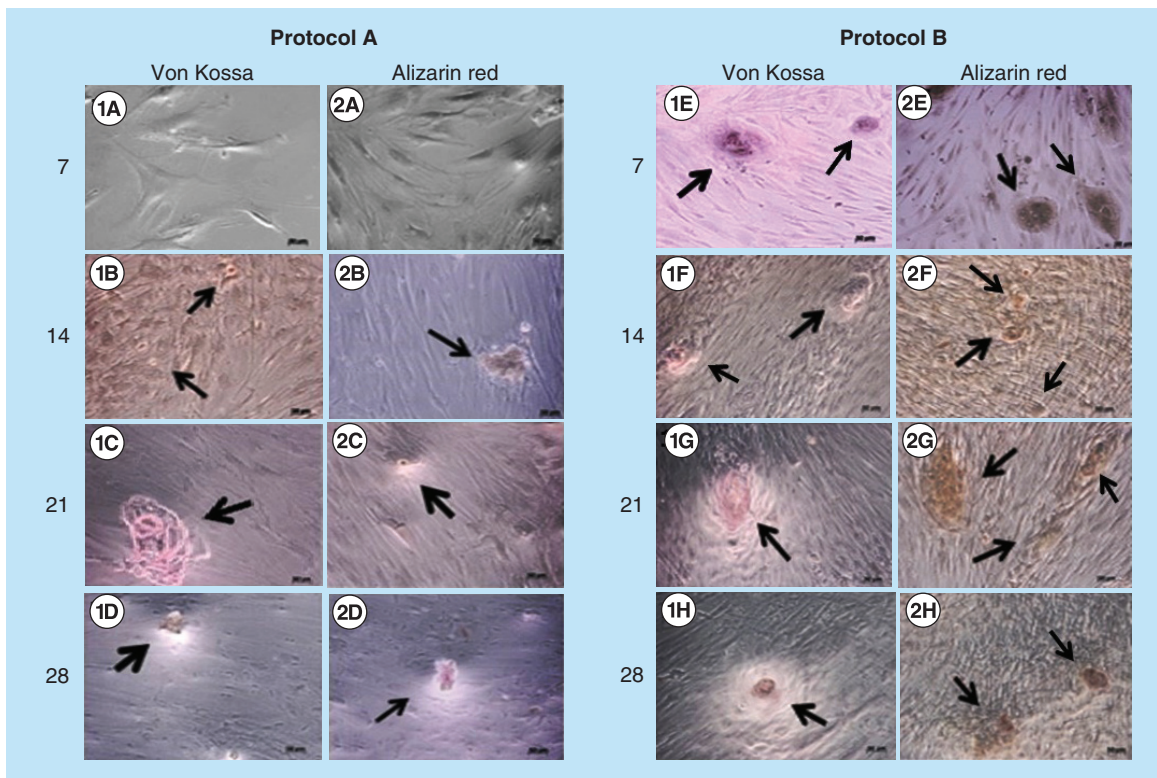 Protocol A
Protocol B
Von Kossa
Alizarin red
Von Kossa
Alizarin red
7
1A
2A
7
1E
2E
14
1B
2B
14
1F
2F
21
1C
2C
21
1G
2G
28
1D
2D
28
1H
2H